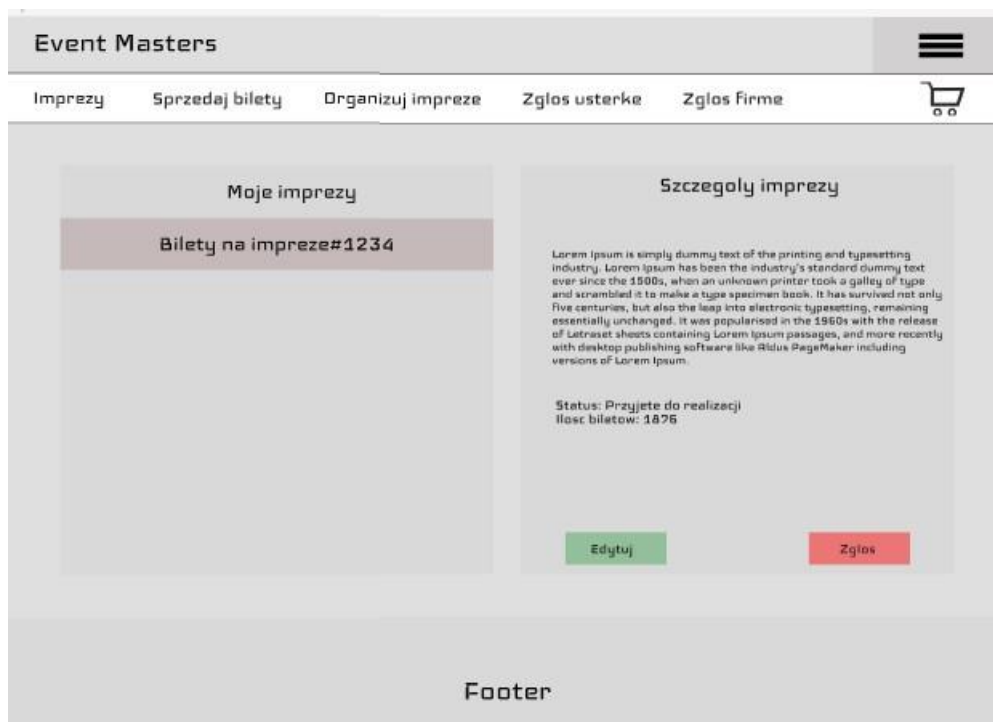 Event Masters
Imprezy Sprzedaj bilety Organizuj impreze Zglos usterke Zglos firme
Moje imprezy
Bilety na impreze#1234
Szczegoly imprezy
Lorem Ipsum is simply dummy text of the printing and typesetting
industry. Lorem Ipsum has been the industry's standard dummy text
ever since the 1500s, when an unknown printer took a galley of type
and scrambled it to make a type specimen book. It has survived not only
five centuries, but also the leap into electronic typesetting, remaining
essentially unchanged. It was popularised in the 1960s with the release
of Letraset sheets containing Lorem Ipsum passages, and more recently
with desktop publishing software like Aldus PageMaker including
versions of Lorem Ipsum.
Status: Przyjete do realizacji
Ilosc biletow: 1876
Edytuj Zglos
Footer